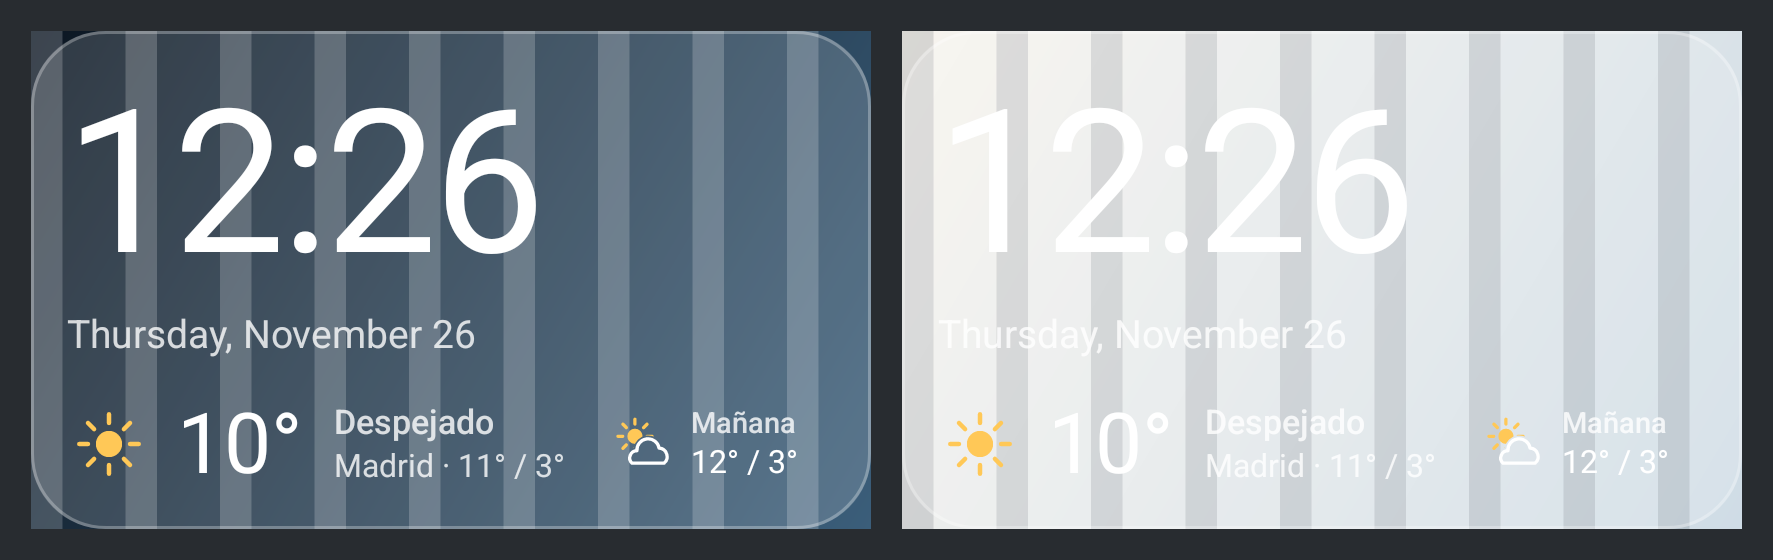 12:26
Thursday, November 26
10°
Despejado
Madrid · 11° / 3°
Mañana
12° / 3°
12:26
Thursday, November 26
10°
Despejado
Madrid · 11° / 3°
Mañana
12° / 3°